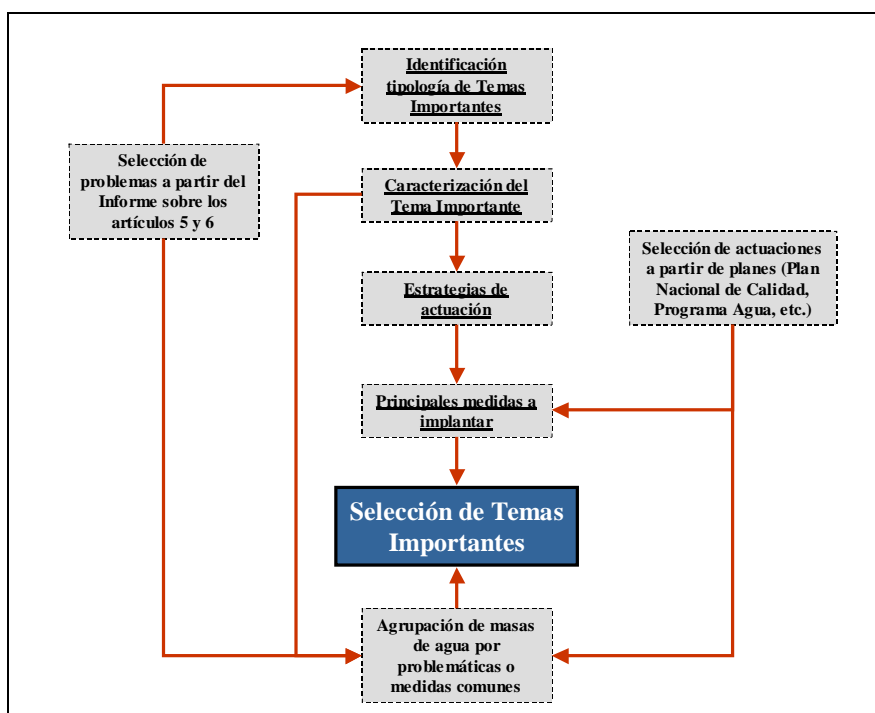 Identificación
tipología de Temas
Importantes
Selección de
problemas a partir del
Informe sobre los
artículos 5 y 6
Caracterización del
Tema Importante
Selección de actuaciones
a partir de planes (Plan
Nacional de Calidad,
Programa Agua, etc.)
Estrategias de
actuación
Principales medidas a
implantar
Selección de Temas
Importantes
Agrupación de masas
de agua por
problemáticas o
medidas comunes